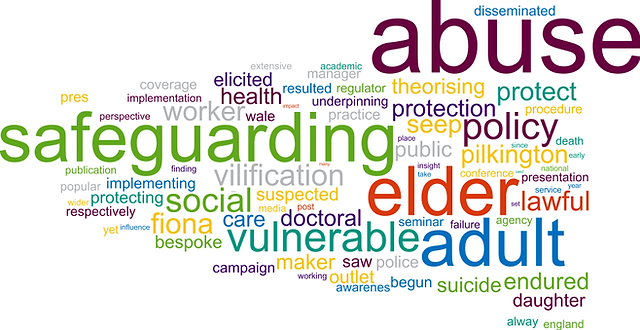 disseminated
abuse
extensive academic
coverage elicited manager
pres resulted regulator theorising protect
implementation health underpinning
worker impact protection procedure
perspective wale practice seep policy
safeguarding place since death
public pilkington early
publication finding many insight national
vilification take conference presentation
popular implementing suspected elder service year
wider protecting social media set lawful
respectively post
yet influence fiona care doctoral seminar failure agency
bespoke vulnerable adult
campaign maker saw police
working outlet begun suicide endured
awarenes
daughter
alway england